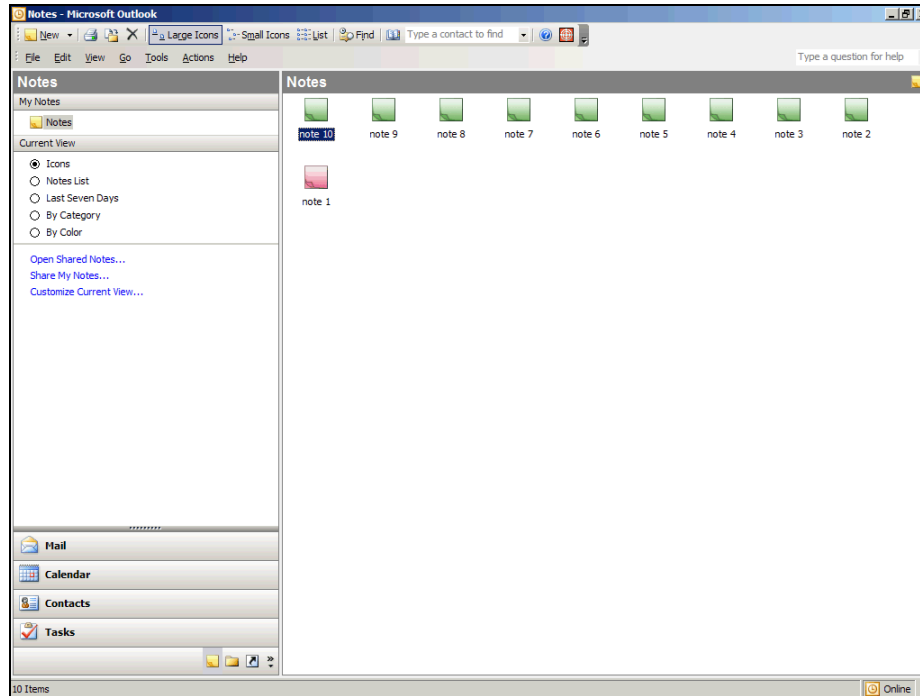 Notes - Microsoft Outlook
New Large Icons Small Icons List Find Type a contact to find
File Edit View Go Tools Actions Help Type a question for help
Notes
My Notes
Notes
Current View
Icons
Notes List
Last Seven Days
By Category
By Color
Open Shared Notes...
Share My Notes...
Customize Current View...
Mail
Calendar
Contacts
Tasks
Notes
note 10 note 9 note 8 note 7 note 6 note 5 note 4 note 3 note 2
note 1
10 Items Online